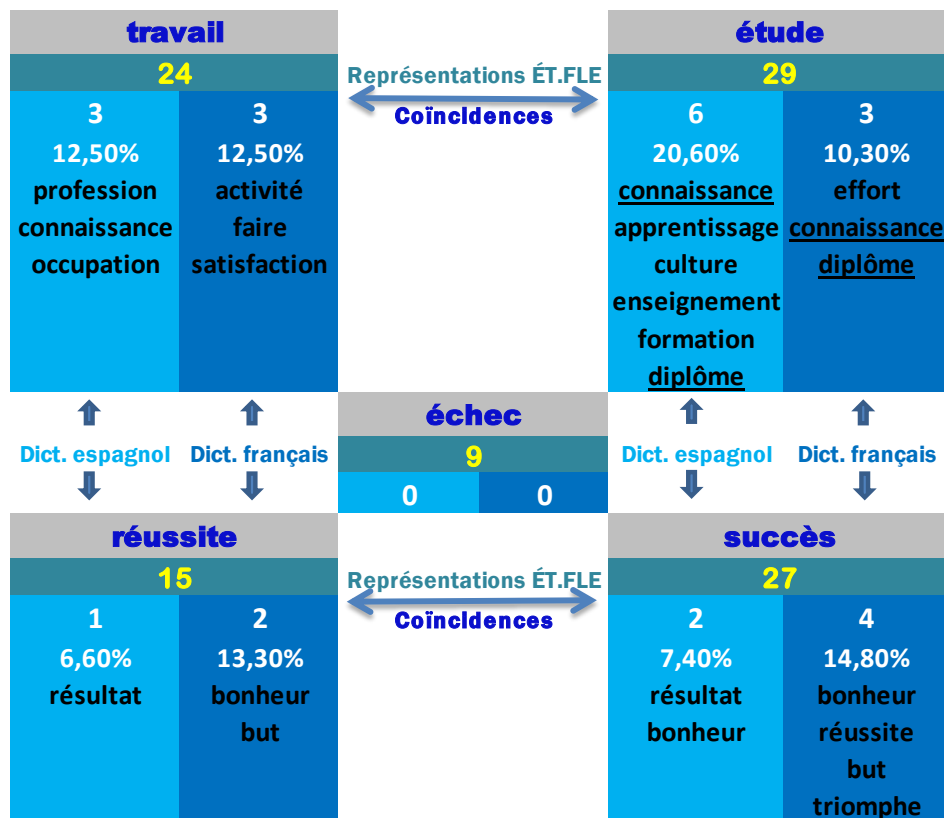 travail
24
3
12,50%
profession
connaissance
occupation
3
12,50%
activité
faire
satisfaction
Représentations ÉT.FLE
Coïncidences
étude
29
6
20,60%
connaissance
apprentissage
culture
enseignement
formation
diplôme
3
10,30%
effort
connaissance
diplôme
Dict. espagnol
Dict. français
échec
9
0
0
Dict. espagnol
Dict. français
réussite
15
1
6,60%
résultat
2
13,30%
bonheur
but
Représentations ÉT.FLE
Coïncidences
succès
27
2
7,40%
résultat
bonheur
4
14,80%
bonheur
réussite
but
triomphe